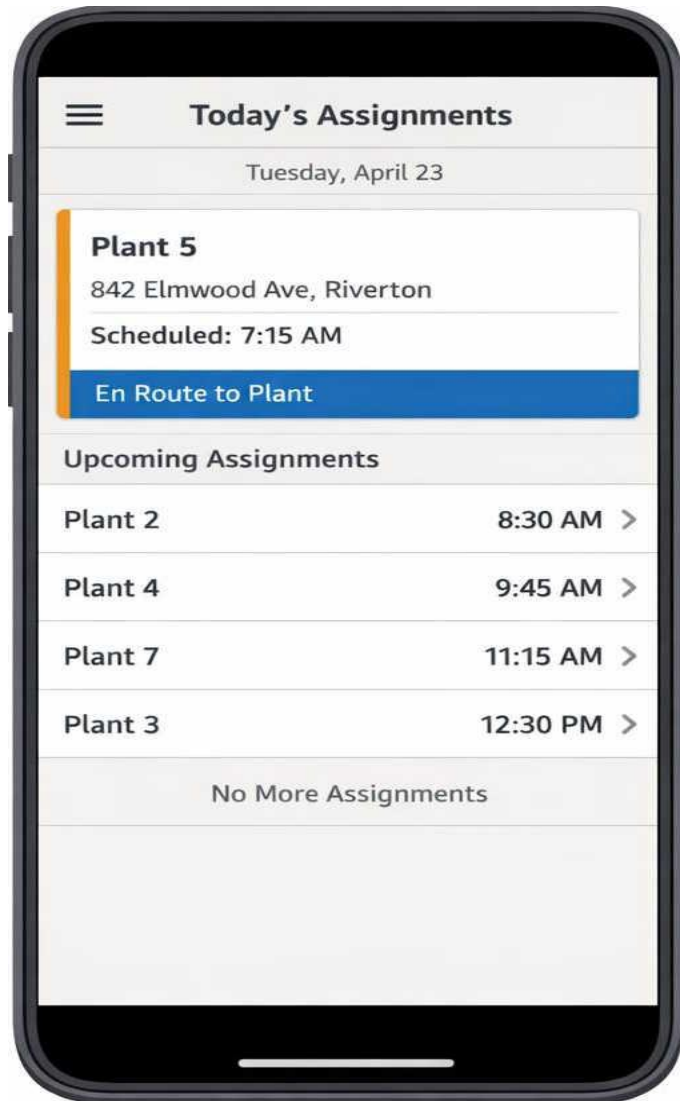 Today's Assignments
Tuesday, April 23
Plant 5
842 Elmwood Ave, Riverton
Scheduled: 7:15 AM
En Route to Plant
Upcoming Assignments
Plant 2 8:30 AM
Plant 4 9:45 AM
Plant 7 11:15 AM
Plant 3 12:30 PM
No More Assignments